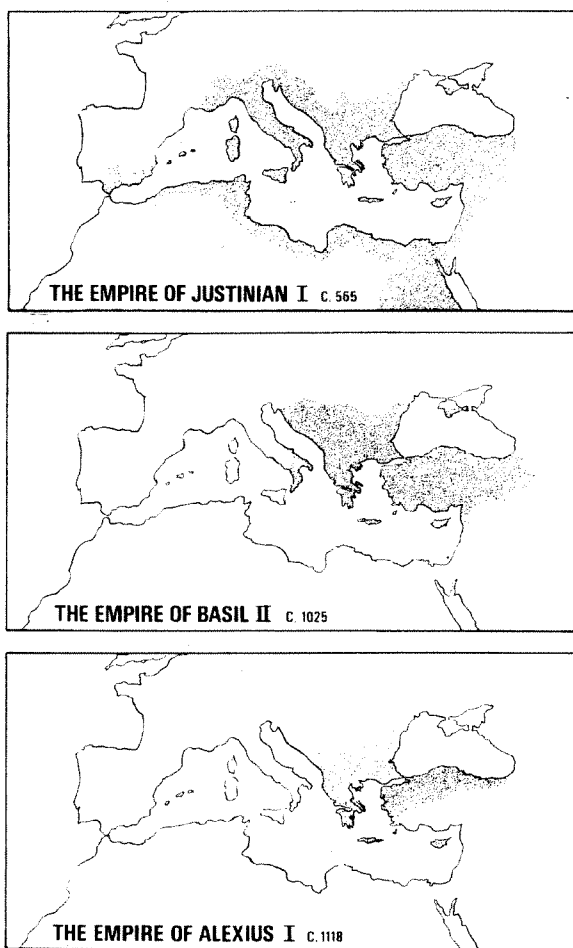 THE EMPIRE OF JUSTINIAN I C. 565
THE EMPIRE OF BASIL II C. 1025
THE EMPIRE OF ALEXIUS I C. 1118